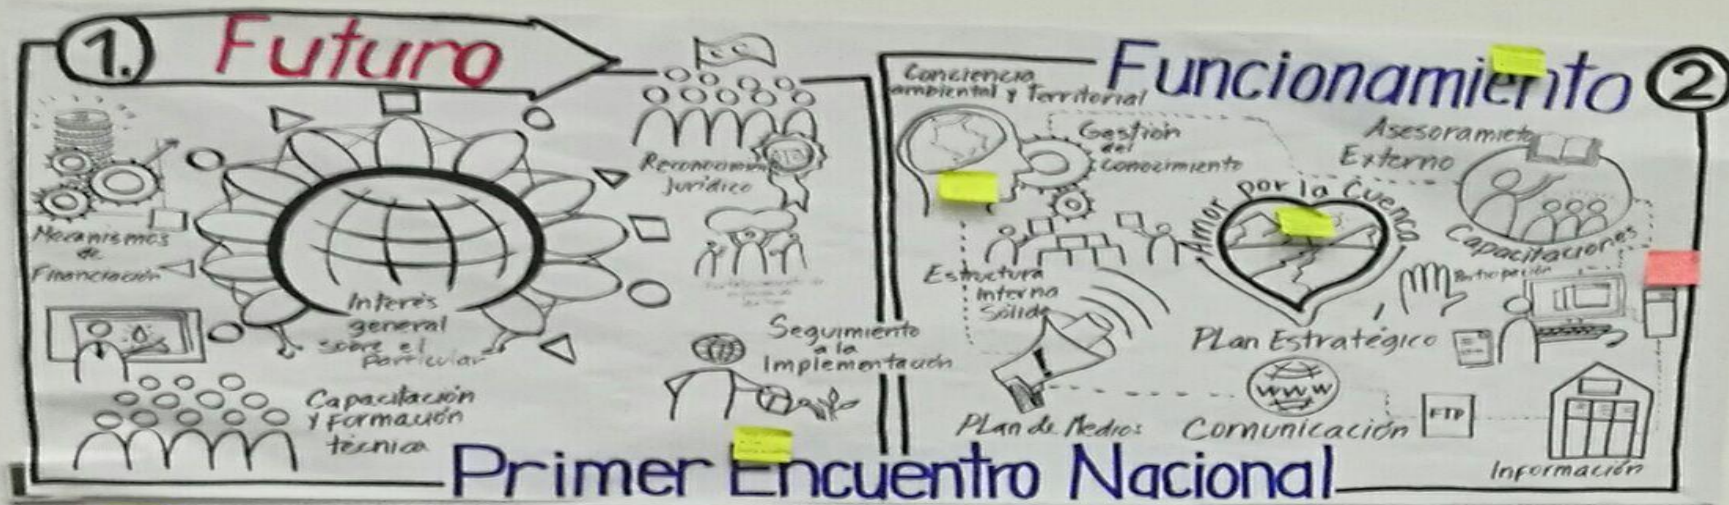 1. Futuro
Mecanismos
de
Financiación
Interés
general
sobre el
Particular
Capacitación
y Formación
técnica
Reconocimien
Jurídico
Seguimiento
a la
Implementación
Funcionamiento 2
Conciencia
ambiental y Territorial
Gestión
del
Conocimiento
Estructura
Interna
Sólida
Amor por la Cuenca
Asesoramiento
Externo
Capacitaciones
Participación
Plan Estratégico
Plan de Medios
www
Comunicación
FTP
Información
Primer Encuentro Nacional